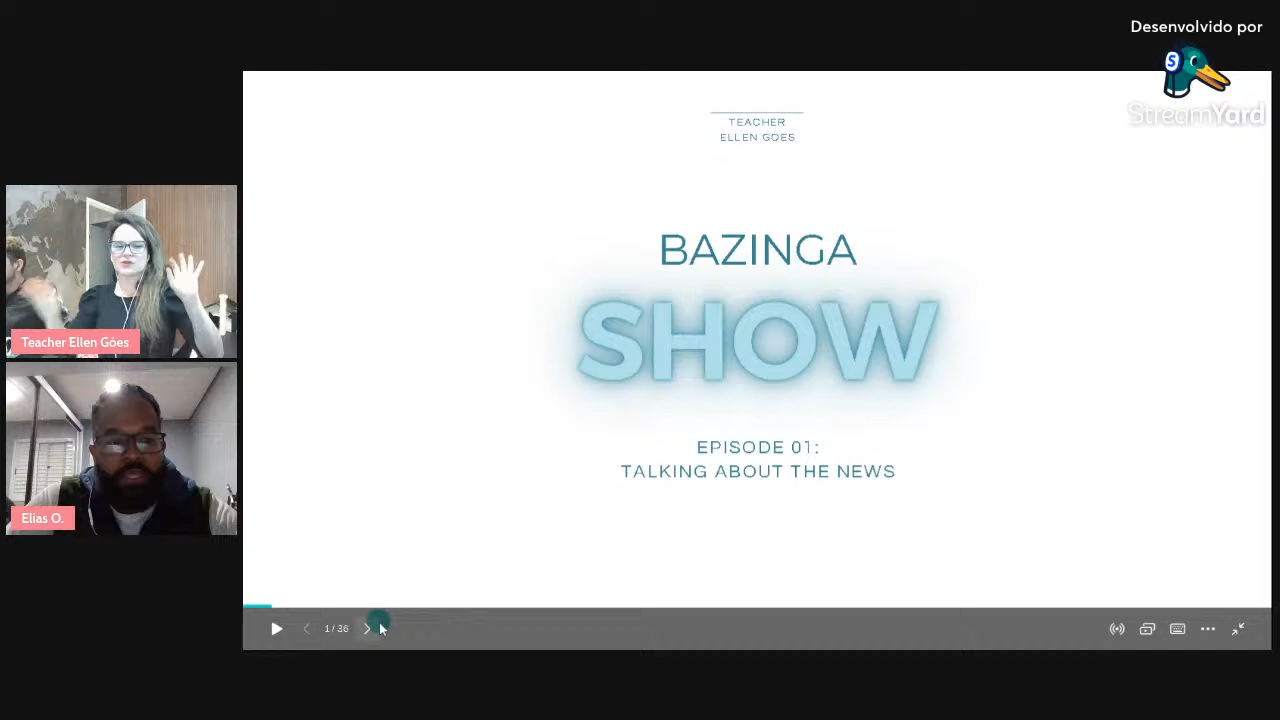 Desenvolvido por
StreamYard
TEACHER
ELLEN GOES
BAZINGA
SHOW
EPISODE 01:
TALKING ABOUT THE NEWS
Teacher Ellen Góes
Elias O.
1 / 36